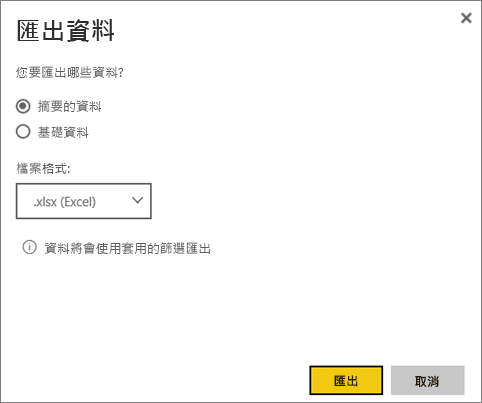 匯出資料
您要匯出哪些資料?
摘要的資料
基礎資料
檔案格式:
.xlsx (Excel)
資料將會使用套用的篩選匯出
匯出
取消